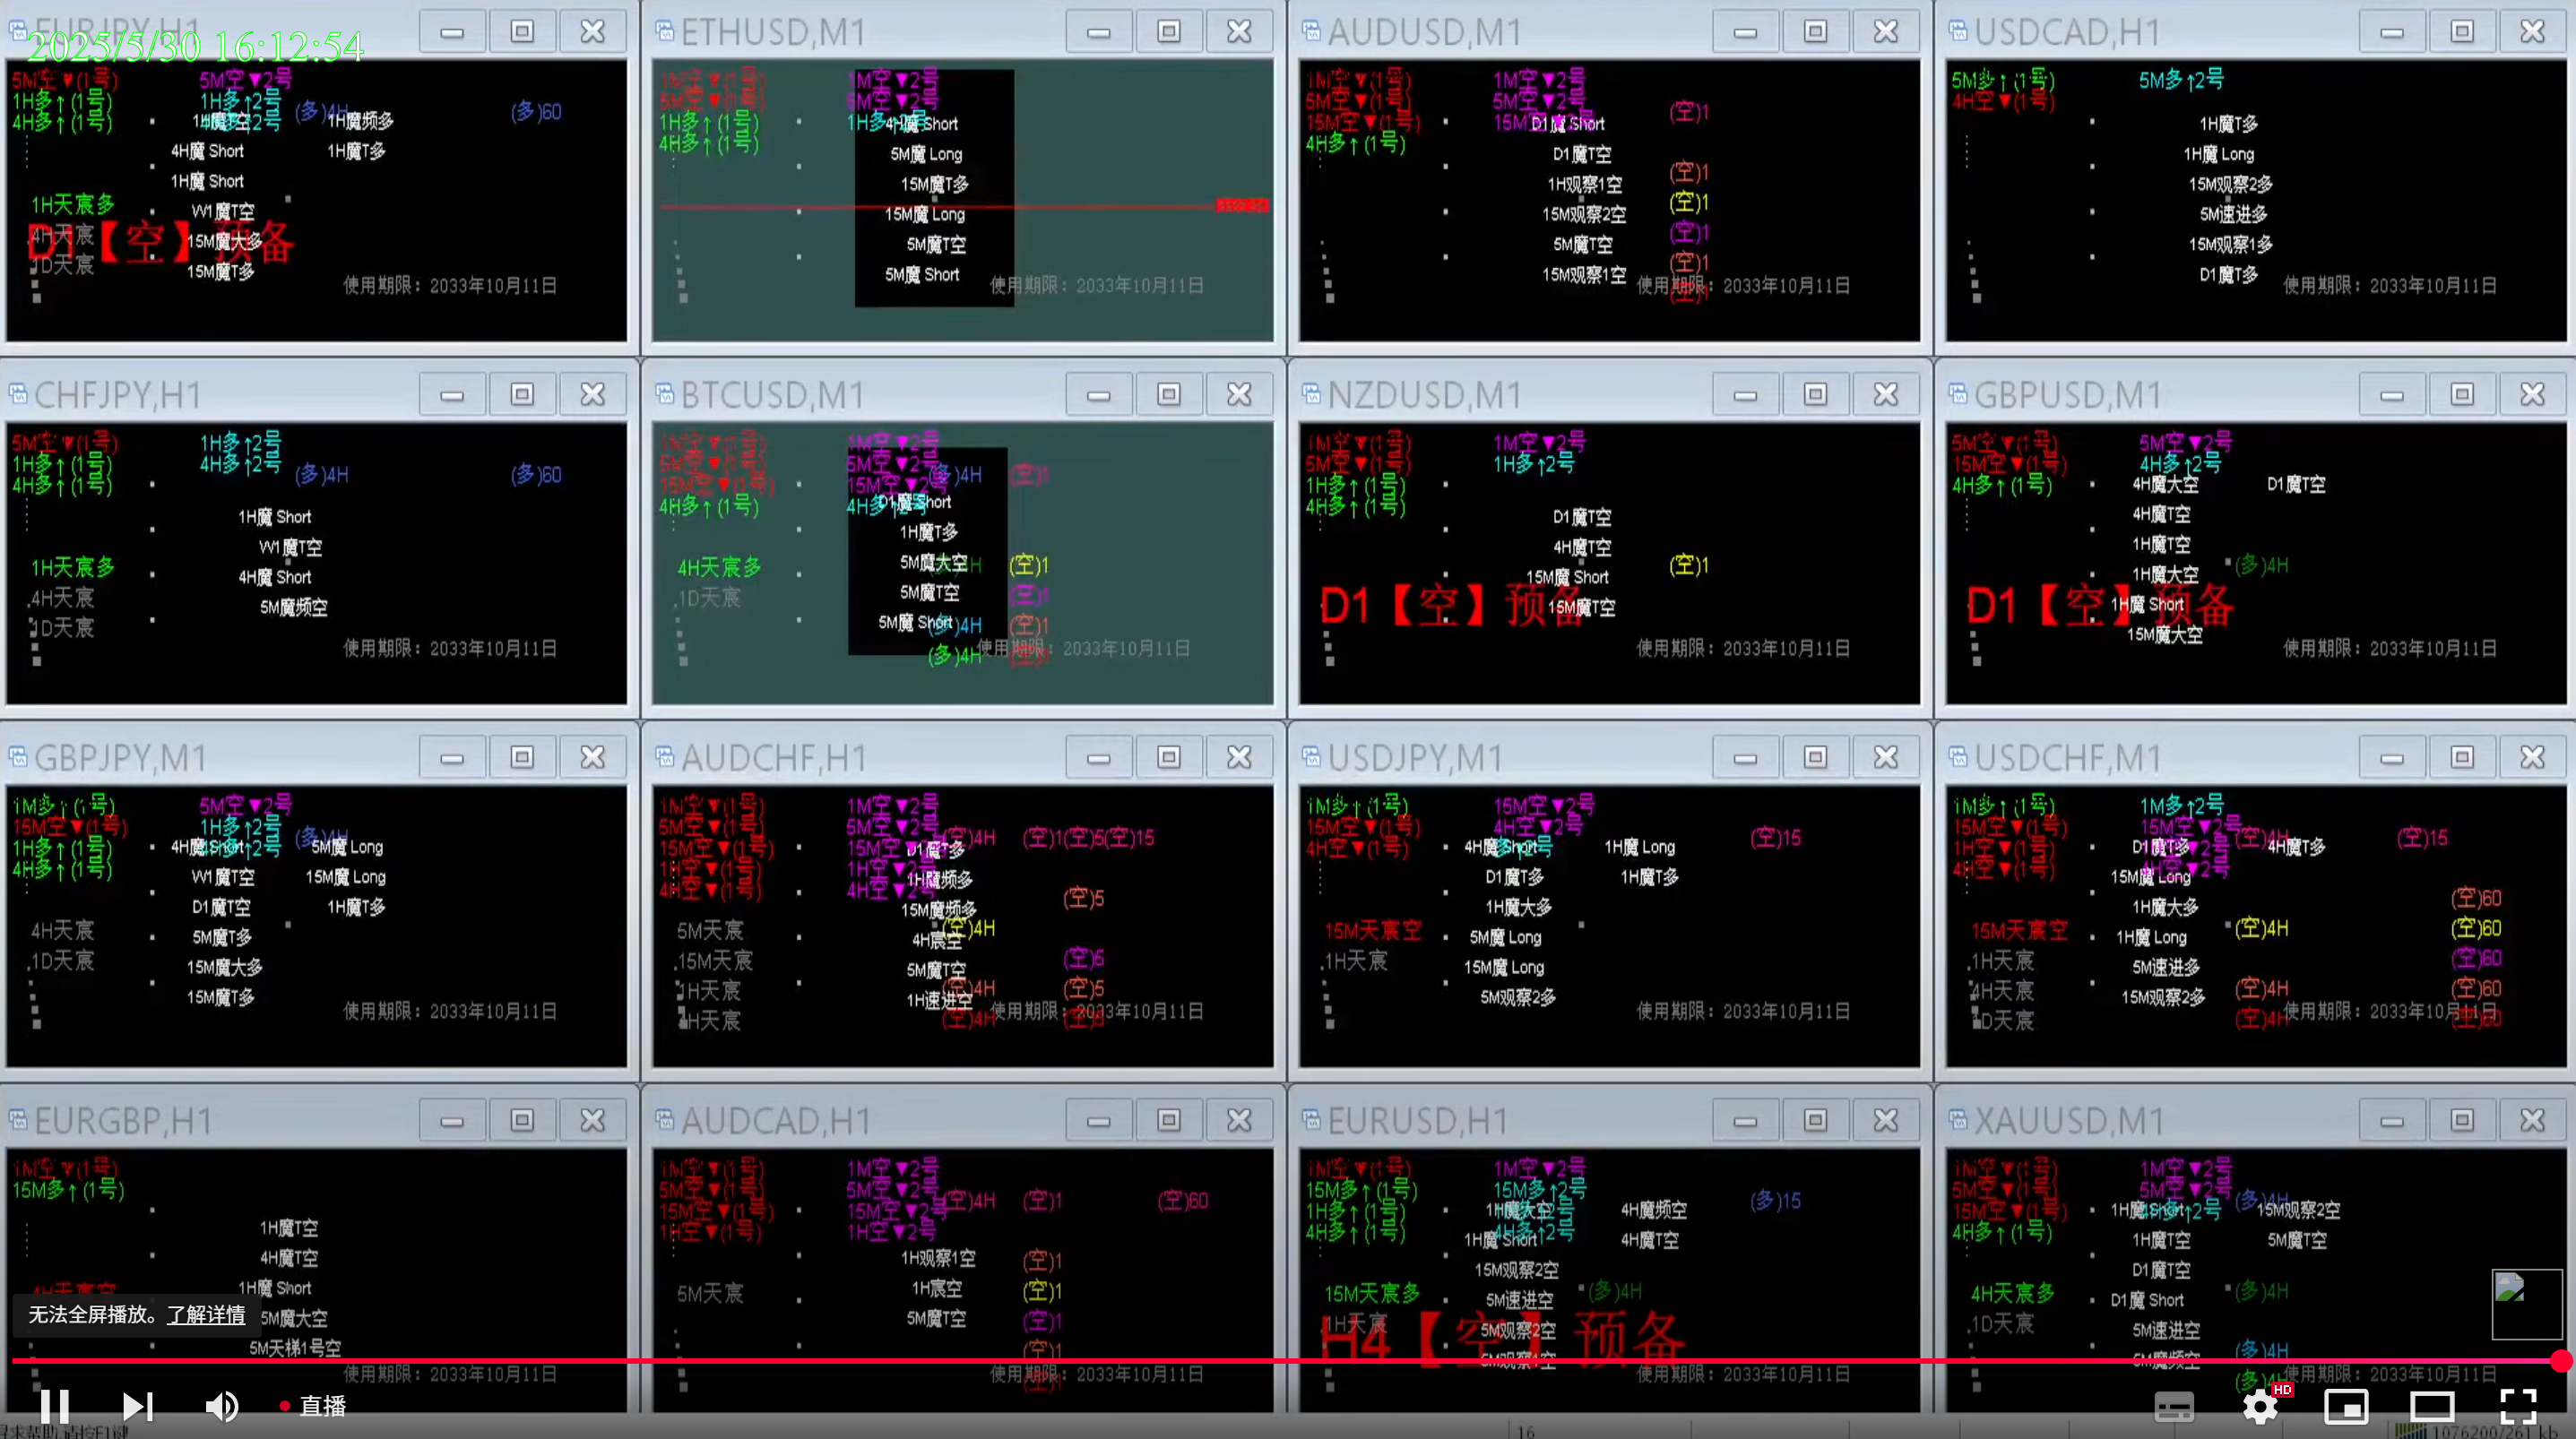 EURJPY,H1
2025/5/30 16:12:54
5M空▼(1号)
5M空▼2号
1H多↑(1号)
1H多↑2号
(多)4H
(多)60
4H多↑(1号)
1H魔频多
4H魔 Short
1H魔T多
1H魔 Short
1H天宸多
W1魔T空
4H天宸
D1【空】预备
15M魔大多
1D天宸
15M魔T多
使用期限：2033年10月11日
ETHUSD,M1
1M空▼(1号)
1M空▼2号
5M空▼(1号)
5M空▼2号
1H多↑(1号)
4H魔 Short
4H多↑(1号)
5M魔 Long
15M魔T多
15M魔 Long
5M魔T空
5M魔 Short
使用期限：2033年10月11日
AUDUSD,M1
1M空▼(1号)
1M空▼2号
5M空▼(1号)
5M空▼2号
(空)1
15M空▼(1号)
D1魔 Short
4H多↑(1号)
D1魔T空
(空)1
1H观察1空
(空)1
15M观察2空
(空)1
5M魔T空
(空)1
15M观察1空
(空)1
使用期限：2033年10月11日
USDCAD,H1
5M多↑(1号)
5M多↑2号
4H空▼(1号)
1H魔T多
1H魔 Long
15M观察2多
5M速进多
15M观察1多
D1魔T多
使用期限：2033年10月11日
CHFJPY,H1
5M空▼(1号)
1H多↑2号
1H多↑(1号)
4H多↑2号
(多)4H
(多)60
4H多↑(1号)
1H魔 Short
W1魔T空
1H天宸多
4H魔 Short
4H天宸
5M魔频空
1D天宸
使用期限：2033年10月11日
BTCUSD,M1
1M空▼(1号)
1M空▼2号
5M空▼(1号)
5M空▼2号
(多)4H
(空)1
15M空▼(1号)
15M空▼2号
4H多↑(1号)
D1魔 Short
1H魔T多
4H天宸多
5M魔大空
(空)1
1D天宸
5M魔T空
(空)1
5M魔 Short
(多)4H
(空)1
(多)4H
使用期限：2033年10月11日
NZDUSD,M1
1M空▼(1号)
1M空▼2号
5M空▼(1号)
1H多↑2号
1H多↑(1号)
4H多↑(1号)
D1魔T空
4H魔T空
(空)1
15M魔 Short
D1【空】预备
15M魔T空
使用期限：2033年10月11日
GBPUSD,M1
5M空▼(1号)
5M空▼2号
15M空▼(1号)
4H多↑2号
4H多↑(1号)
4H魔大空
D1魔T空
4H魔T空
1H魔T空
(多)4H
1H魔大空
D1【空】预备
1H魔 Short
15M魔大空
使用期限：2033年10月11日
GBPJPY,M1
1M多↑(1号)
5M空▼2号
15M空▼(1号)
1H多↑2号
(多)4H
1H多↑(1号)
4H魔 Short
5M魔 Long
4H多↑(1号)
W1魔T空
15M魔 Long
D1魔T空
1H魔T多
4H天宸
5M魔T多
1D天宸
15M魔大多
15M魔T多
使用期限：2033年10月11日
AUDCHF,H1
1M空▼(1号)
1M空▼2号
5M空▼(1号)
5M空▼2号
(空)4H
(空)1(空)5(空)15
15M空▼(1号)
D1魔T多
1H空▼(1号)
1H魔频多
4H空▼(1号)
4H空▼2号
(空)5
15M魔频多
5M天宸
(空)4H
4H宸空
15M天宸
5M魔T空
(空)5
1H天宸
(空)4H
(空)5
1H速进空
4H天宸
(空)4H
使用期限：2033年10月11日
USDJPY,M1
1M多↑(1号)
15M空▼2号
15M空▼(1号)
4H空▼2号
(空)15
4H空▼(1号)
4H魔 Short
1H魔 Long
D1魔T多
1H魔T多
1H魔大多
15M天宸空
5M魔 Long
1H天宸
15M魔 Long
5M观察2多
使用期限：2033年10月11日
USDCHF,M1
1M多↑(1号)
1M多↑2号
15M空▼(1号)
15M空▼2号
(空)4H
(空)15
1H空▼(1号)
D1魔T多
4H魔频多
4H空▼(1号)
15M魔 Long
(空)60
1H魔大多
15M天宸空
1H魔 Long
(空)4H
(空)60
1H天宸
5M速进多
(空)60
4H天宸
15M观察2多
(空)4H
(空)60
1D天宸
(空)4H
使用期限：2033年10月11日
EURGBP,H1
1M空▼(1号)
15M多↑(1号)
1H魔T空
4H魔T空
4H天宸空
1H魔 Short
5M魔大空
5M天梯1号空
使用期限：2033年10月11日
AUDCAD,H1
1M空▼(1号)
1M空▼2号
5M空▼(1号)
5M空▼2号
(空)4H
(空)1
(空)60
15M空▼(1号)
15M空▼2号
1H空▼(1号)
1H空▼2号
1H观察1空
(空)1
5M天宸
1H宸空
(空)1
5M魔T空
(空)1
(空)1
使用期限：2033年10月11日
EURUSD,H1
1M空▼(1号)
1M空▼2号
15M多↑(1号)
15M多↑2号
(多)15
1H多↑(1号)
1H魔大空
4H魔频空
4H多↑(1号)
1H魔 Short
4H魔T空
15M观察2空
15M天宸多
5M速进空
(多)4H
1H天宸
H4【空】预备
5M观察2空
5M观察1空
使用期限：2033年10月11日
XAUUSD,M1
1M空▼(1号)
1M空▼2号
5M空▼(1号)
5M空▼2号
(多)4H
15M空▼(1号)
1H魔 Short
15M观察2空
4H多↑(1号)
1H魔T空
5M魔T空
D1魔T空
4H天宸多
D1魔 Short
(多)4H
1D天宸
5M速进空
5M魔频空
(多)4H
使用期限：2033年10月11日
无法全屏播放。了解详情
直播
HD
寻求帮助,请按F1键
16
1076200/261 kb